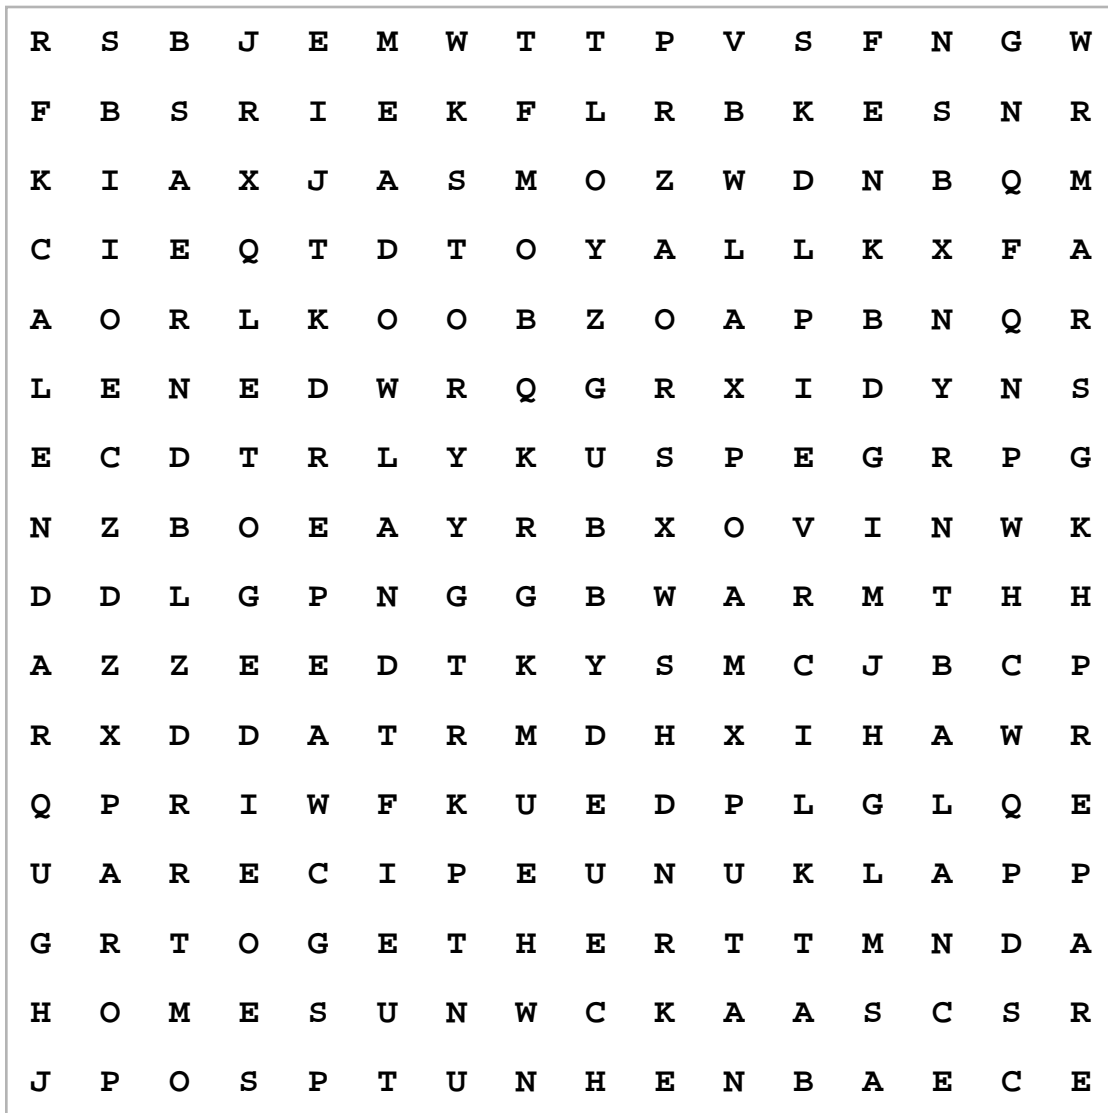 R S B J E M W T T P V S F N G W
F B S R I E K F L R B K E S N R
K I A X J A S M O Z W D N B Q M
C I E Q T D T O Y A L L K X F A
A O R L K O O B Z O A P B N Q R
L E N E D W R Q G R X I D Y N S
E C D T R L Y K U S P E G R P G
N Z B O E A Y R B X O V I N W K
D D L G P N G G B W A R M T H H
A Z Z E E D T K Y S M C J B C P
R X D D A T R M D H X I H A W R
Q P R I W F K U E D P L G L Q E
U A R E C I P E U N U K L A P P
G R T O G E T H E R T T M N D A
H O M E S U N W C K A A S C S R
J P O S P T U N H E N B A E C E